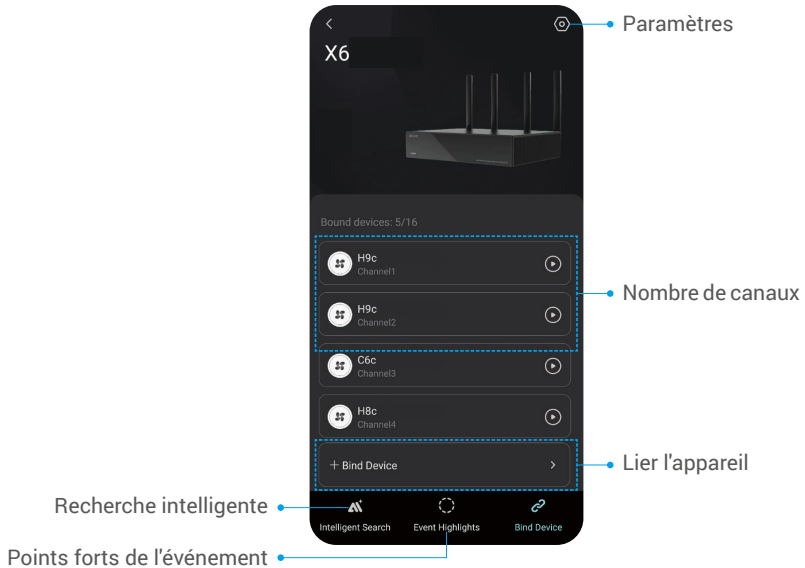 Paramètres
X6
Bound devices: 5/16
H9c
Channel1
H9c
Channel2
Nombre de canaux
C6c
Channel3
H8c
Channel4
+ Bind Device
Lier l'appareil
Recherche intelligente
Intelligent Search
Event Highlights
Bind Device
Points forts de l'événement